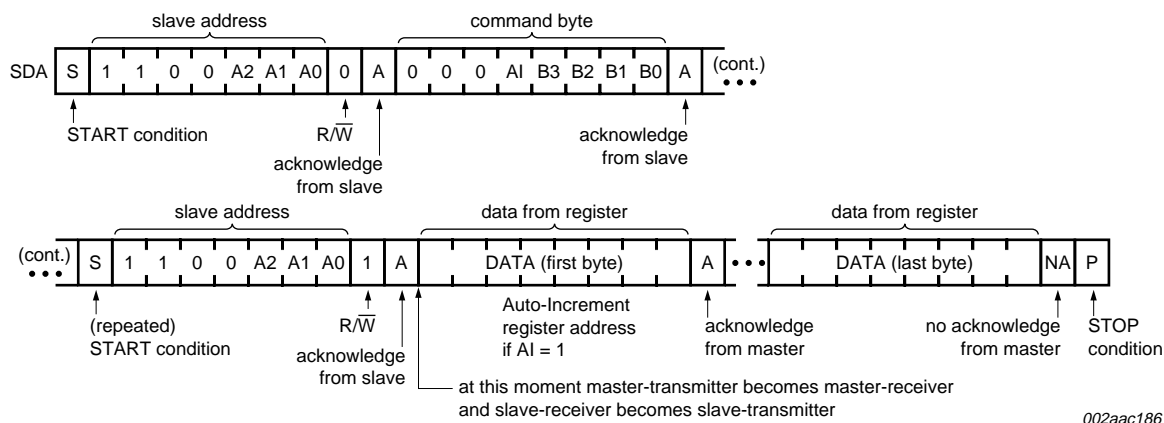 slave address
command byte
SDA S 1 1 0 0 A2 A1 A0 0 A 0 0 0 AI B3 B2 B1 B0 A (cont.) •••
START condition
R/W̅
acknowledge
from slave
acknowledge
from slave
slave address
data from register
data from register
(cont.) ••• S 1 1 0 0 A2 A1 A0 1 A DATA (first byte) A ••• DATA (last byte) NA P
(repeated)
START condition
R/W̅
acknowledge
from slave
Auto-Increment
register address
if AI = 1
acknowledge
from master
no acknowledge
from master
STOP
condition
at this moment master-transmitter becomes master-receiver
and slave-receiver becomes slave-transmitter
002aac186